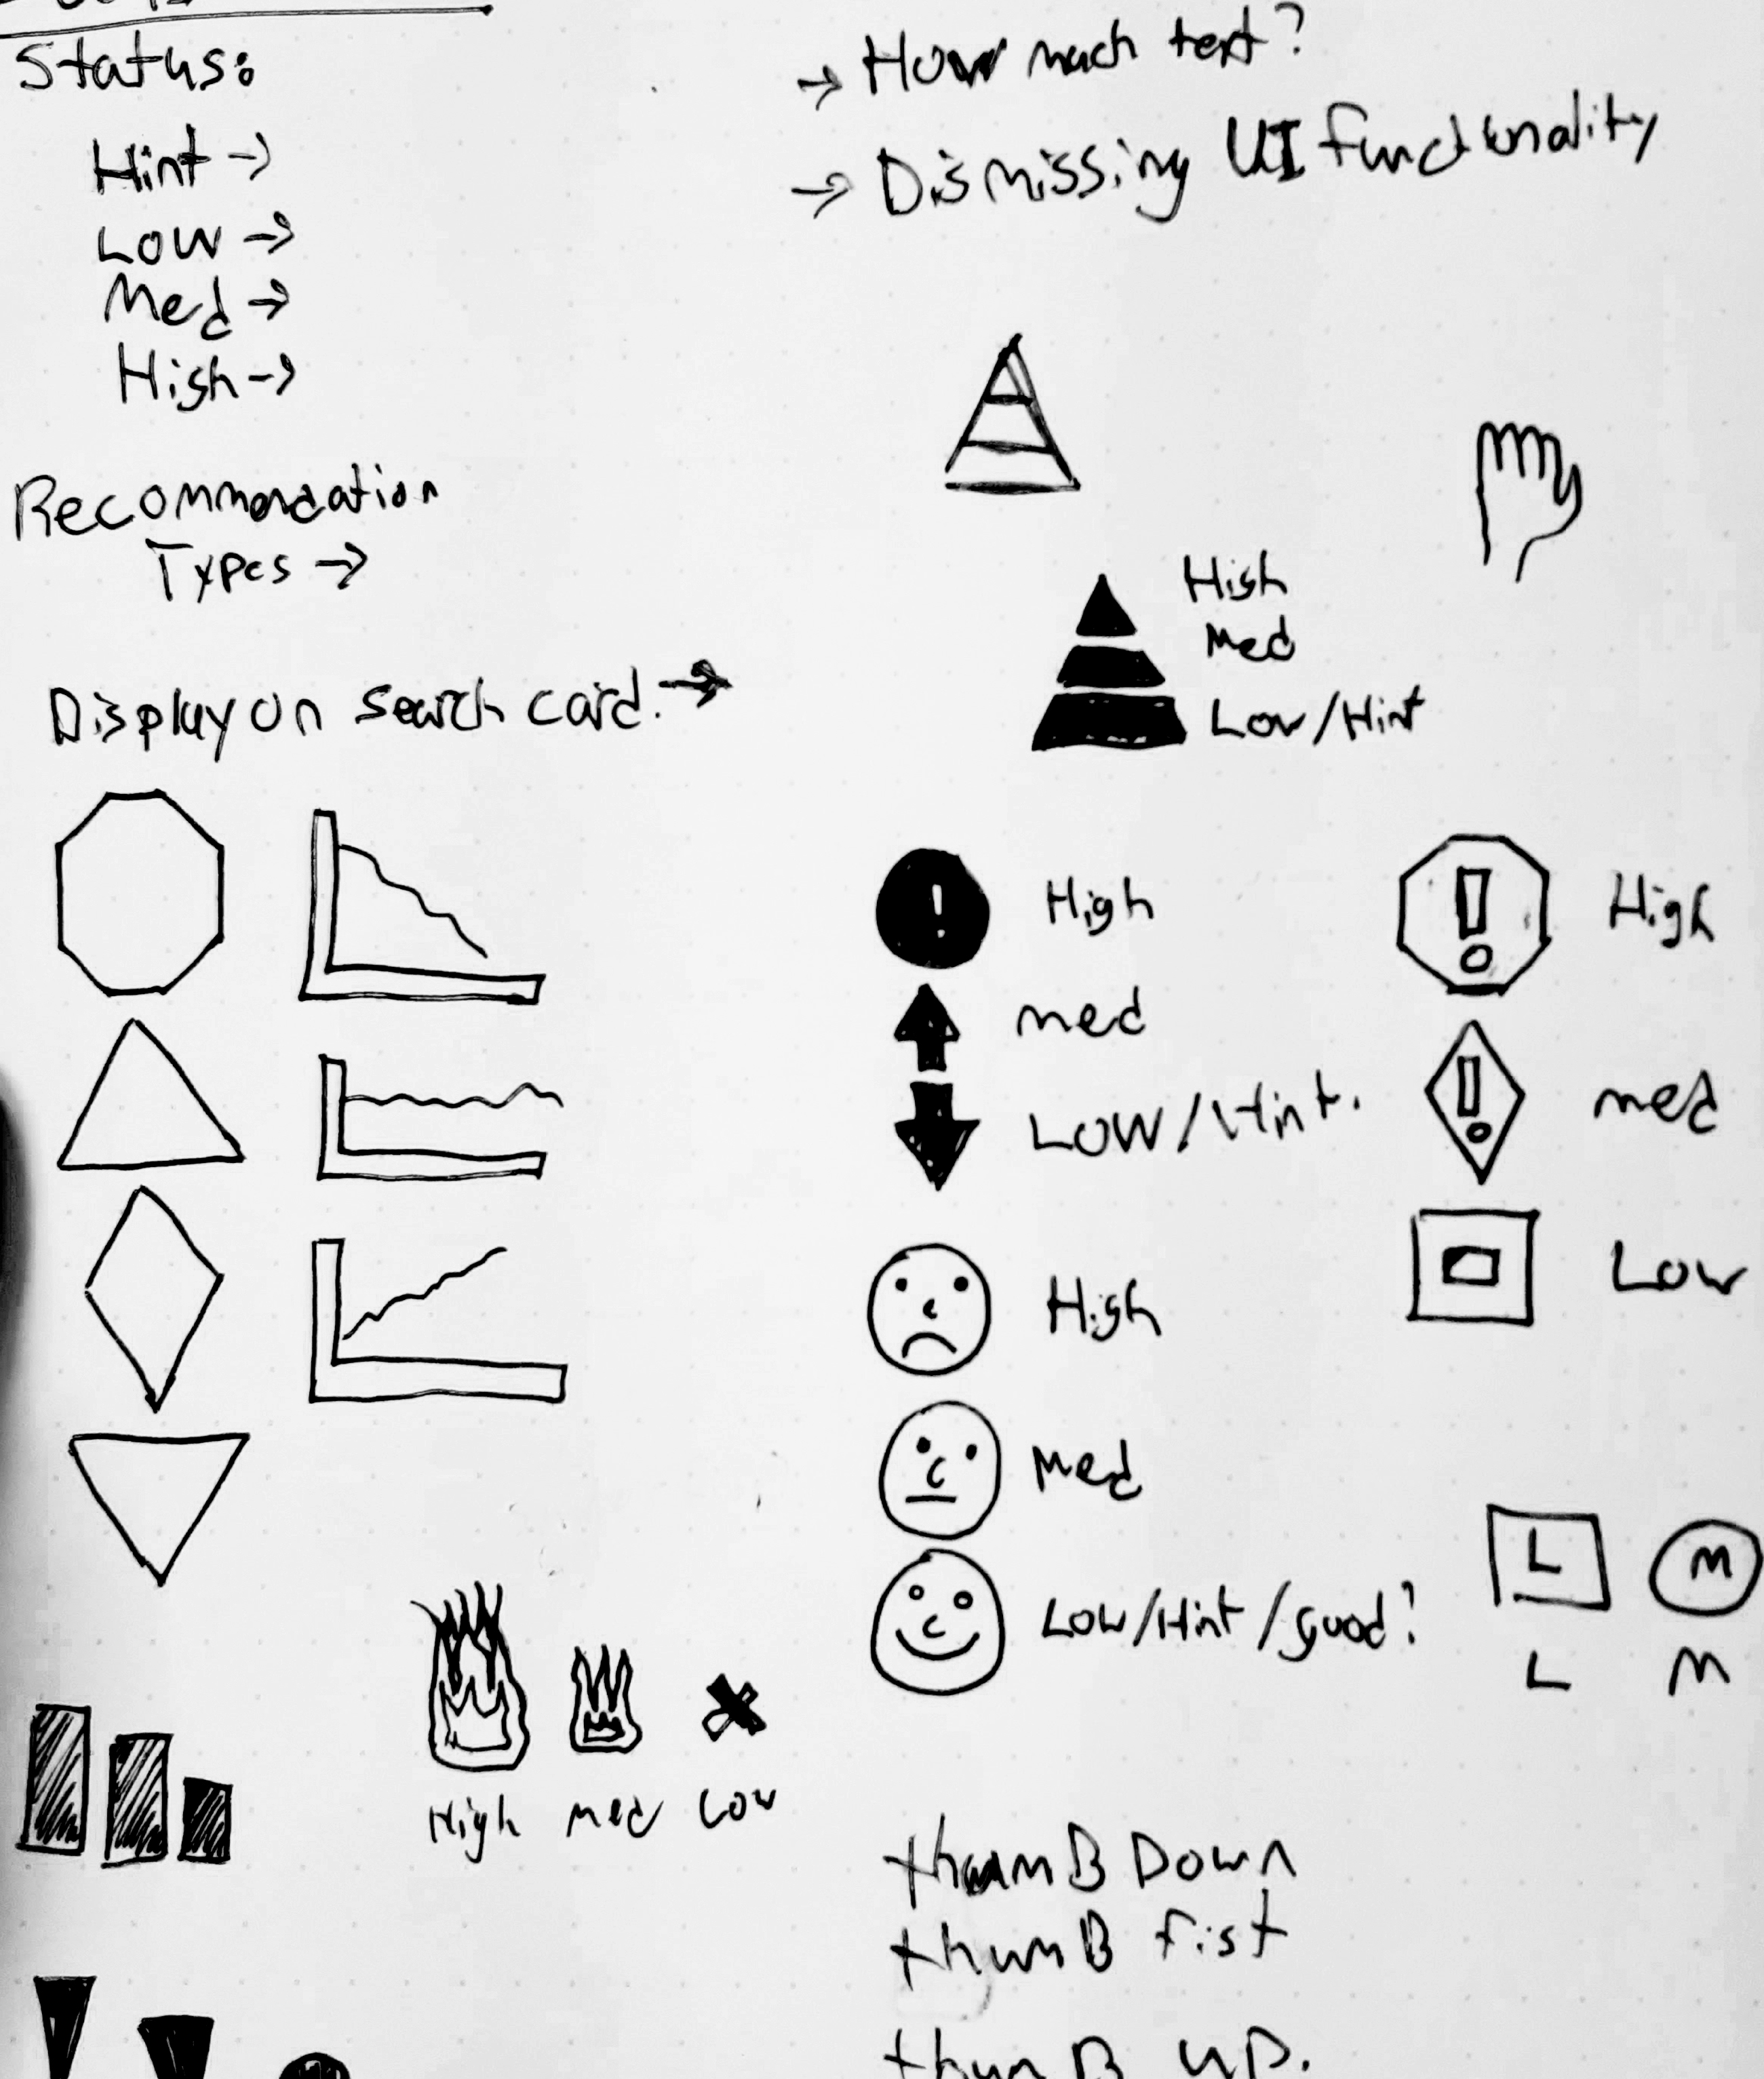 Status:
Hint →
Low →
Med →
High →
Recommendation
Types →
Display on search card. →
→ How much text?
→ Dismissing UI functionality
High
Med
Low/Hint
! High
med
LOW/Hint.
! High
! med
Low
High
Med
Low/Hint/good?
L M
L M
High med Low
thumB Down
thumB fist
thumB up.